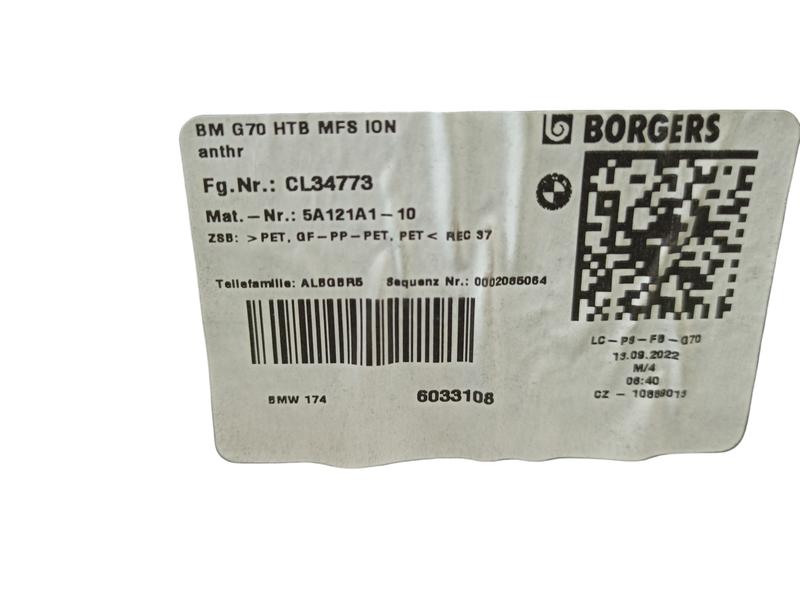 BM G70 HTB MFS ION
anthr
BORGERS
Fg.Nr.: CL34773
Mat.-Nr.: 5A121A1-10
ZSB: >PET, GF-PP-PET, PET< REC 37
Teilefamilie: AL6GBR5 Sequenz Nr.: 0002065064
BMW 174
6033108
LC-PS-FB-G70
13.09.2022
M/4
06:40
CZ -